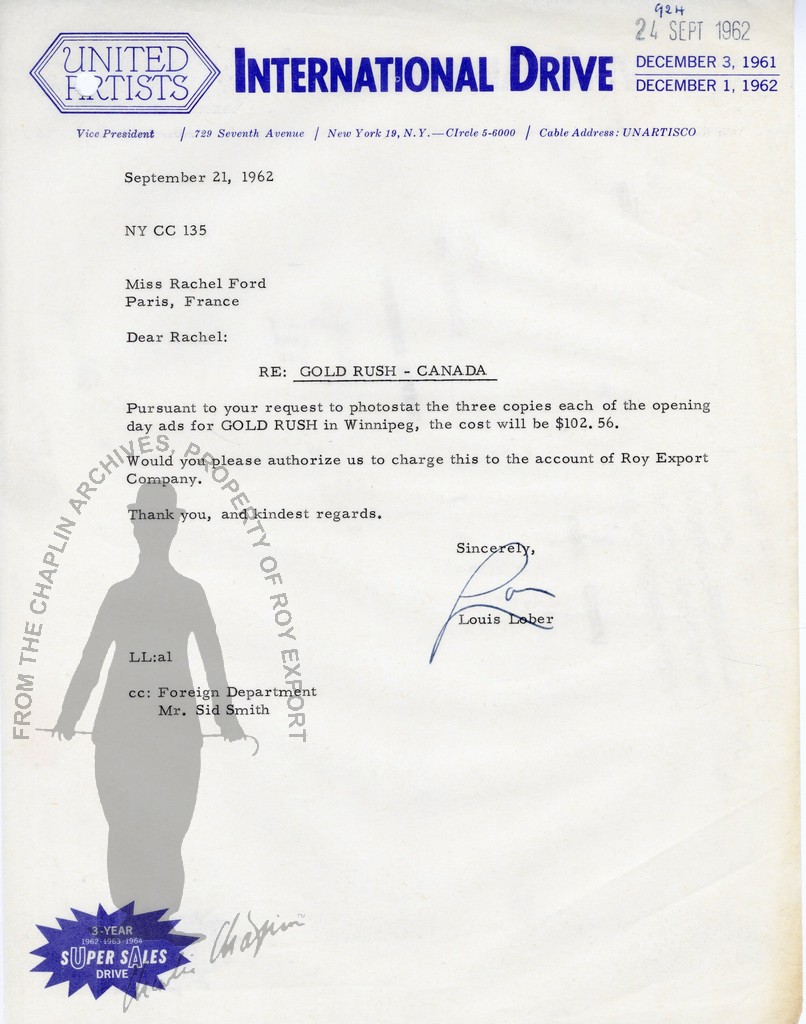 924
24 SEPT 1962
UNITED
ARTISTS
INTERNATIONAL DRIVE
DECEMBER 3, 1961
DECEMBER 1, 1962
Vice President / 729 Seventh Avenue / New York 19, N. Y.—CIrcle 5-6000 / Cable Address: UNARTISCO
September 21, 1962
NY CC 135
Miss Rachel Ford
Paris, France
Dear Rachel:
RE: GOLD RUSH - CANADA
Pursuant to your request to photostat the three copies each of the opening
day ads for GOLD RUSH in Winnipeg, the cost will be $102.56.
Would you please authorize us to charge this to the account of Roy Export
Company.
Thank you, and kindest regards.
Sincerely,
Lou
Louis Lober
LL:al
cc: Foreign Department
Mr. Sid Smith
FROM THE CHAPLIN ARCHIVES, PROPERTY OF ROY EXPORT
3-YEAR
1962-1963-1964
SUPER SALES
DRIVE
Charlie Chaplin™